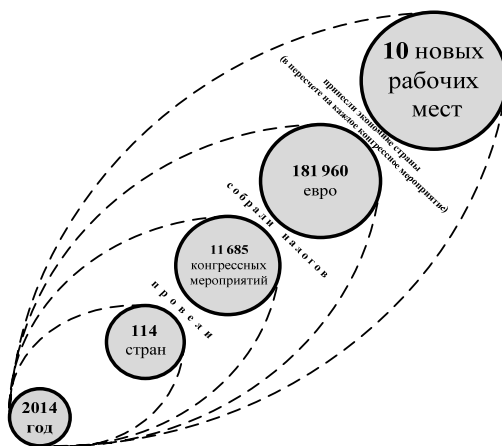 10 новых
рабочих
мест
принесли экономике страны
(в пересчете на каждое конгрессное мероприятие)
181 960
евро
собрали налогов
11 685
конгрессных
мероприятий
провели
114
стран
2014
год